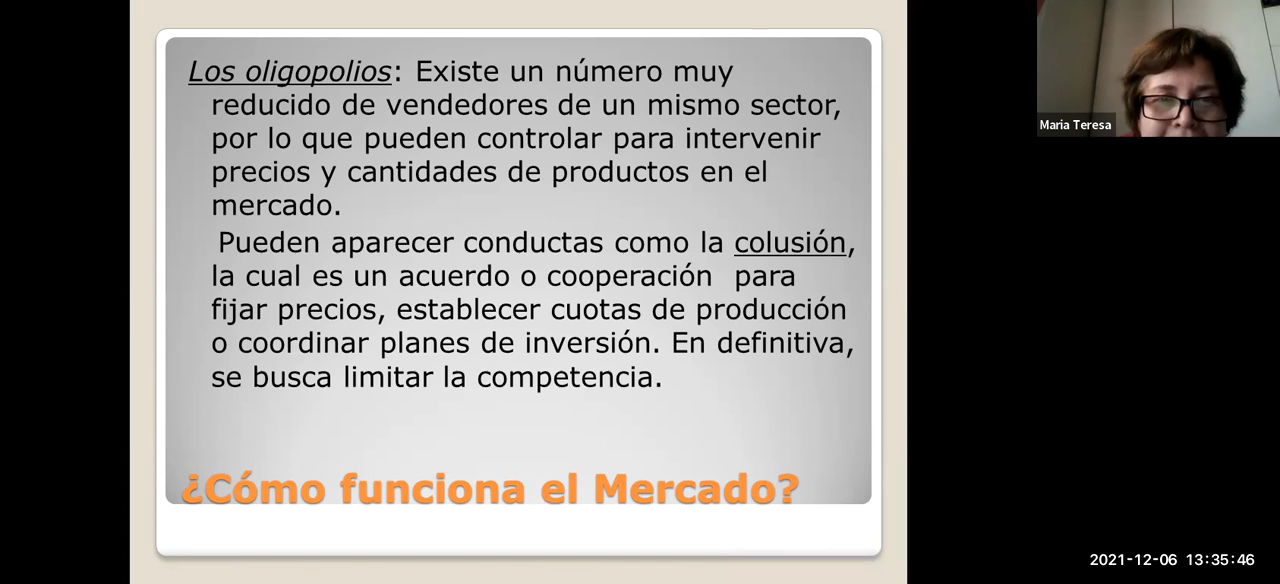 Los oligopolios: Existe un número muy
reducido de vendedores de un mismo sector,
por lo que pueden controlar para intervenir
precios y cantidades de productos en el
mercado.
Pueden aparecer conductas como la colusión,
la cual es un acuerdo o cooperación  para
fijar precios, establecer cuotas de producción
o coordinar planes de inversión. En definitiva,
se busca limitar la competencia.
¿Cómo funciona el Mercado?
Maria Teresa
2021-12-06 13:35:46